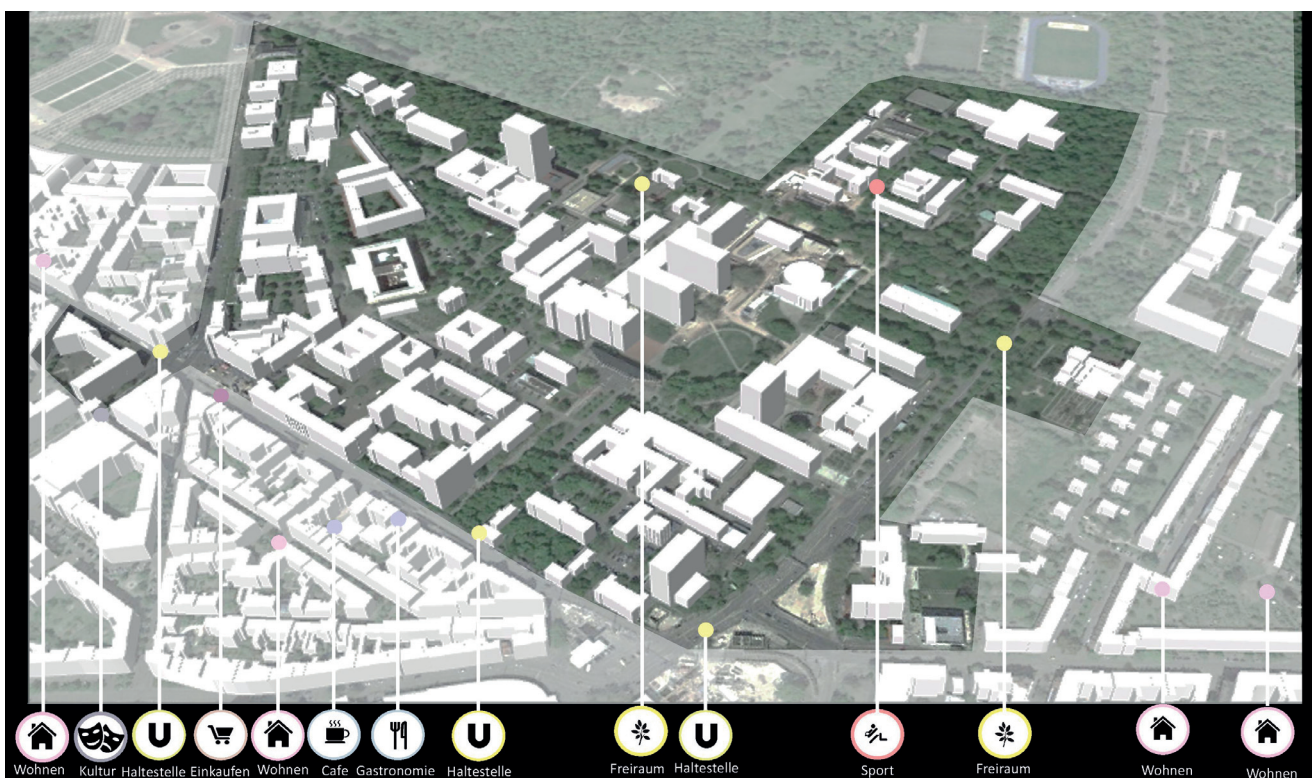 U
U
U
Wohnen
Kultur
Haltestelle
Einkaufen
Wohnen
Cafe
Gastronomie
Haltestelle
Freiraum
Haltestelle
Sport
Freiraum
Wohnen
Wohnen